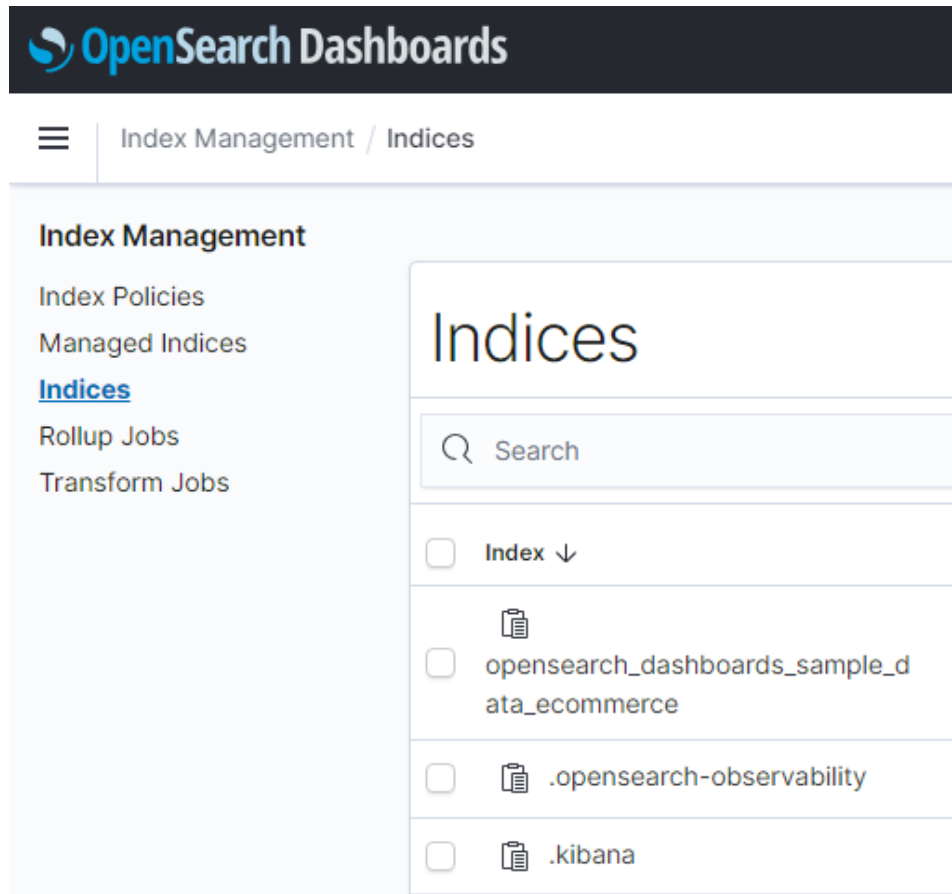 OpenSearch Dashboards
Index Management / Indices
Index Management
Index Policies
Managed Indices
Indices
Rollup Jobs
Transform Jobs
Indices
Search
Index
opensearch_dashboards_sample_d
ata_ecommerce
.opensearch-observability
.kibana